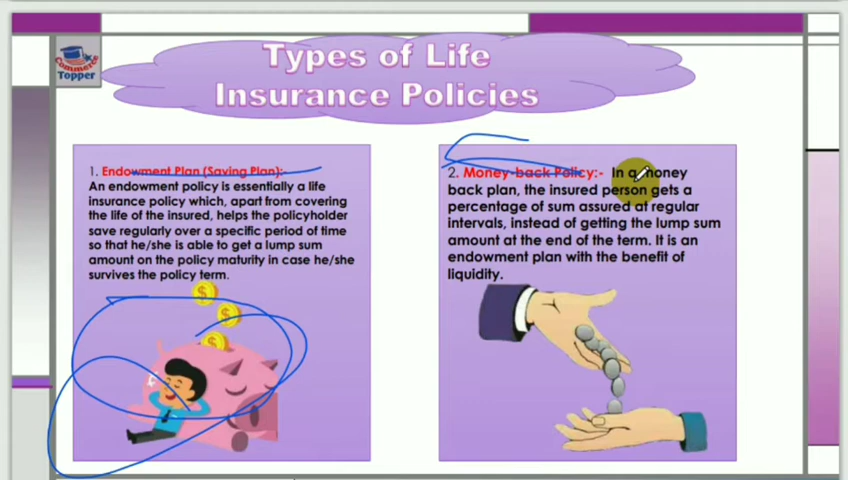 Commerce
Topper
Types of Life
Insurance Policies
1. Endowment Plan (Saving Plan):-
An endowment policy is essentially a life
insurance policy which, apart from covering
the life of the insured, helps the policyholder
save regularly over a specific period of time
so that he/she is able to get a lump sum
amount on the policy maturity in case he/she
survives the policy term.
2. Money-back Policy:- In a money
back plan, the insured person gets a
percentage of sum assured at regular
intervals, instead of getting the lump sum
amount at the end of the term. It is an
endowment plan with the benefit of
liquidity.